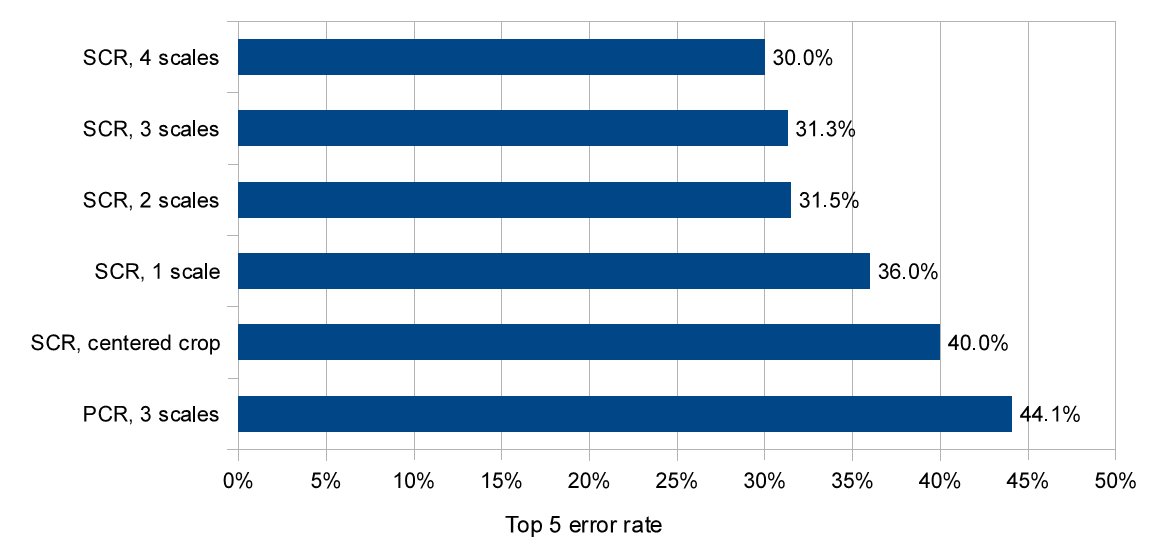 SCR, 4 scales 30.0%
SCR, 3 scales 31.3%
SCR, 2 scales 31.5%
SCR, 1 scale 36.0%
SCR, centered crop 40.0%
PCR, 3 scales 44.1%
0% 5% 10% 15% 20% 25% 30% 35% 40% 45% 50%
Top 5 error rate